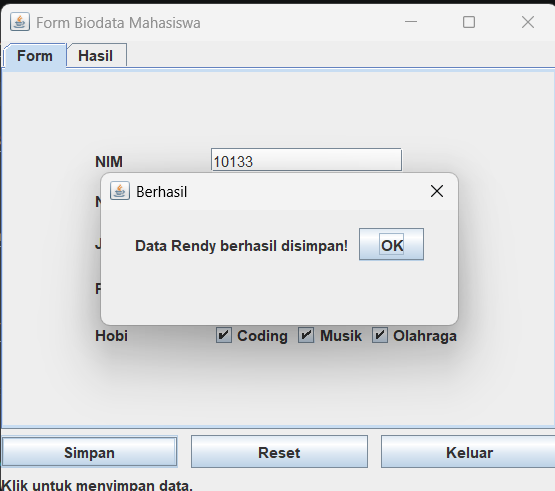 Form Biodata Mahasiswa
Form Hasil
NIM 10133
Berhasil
Data Rendy berhasil disimpan! OK
Hobi Coding Musik Olahraga
Simpan Reset Keluar
Klik untuk menyimpan data.